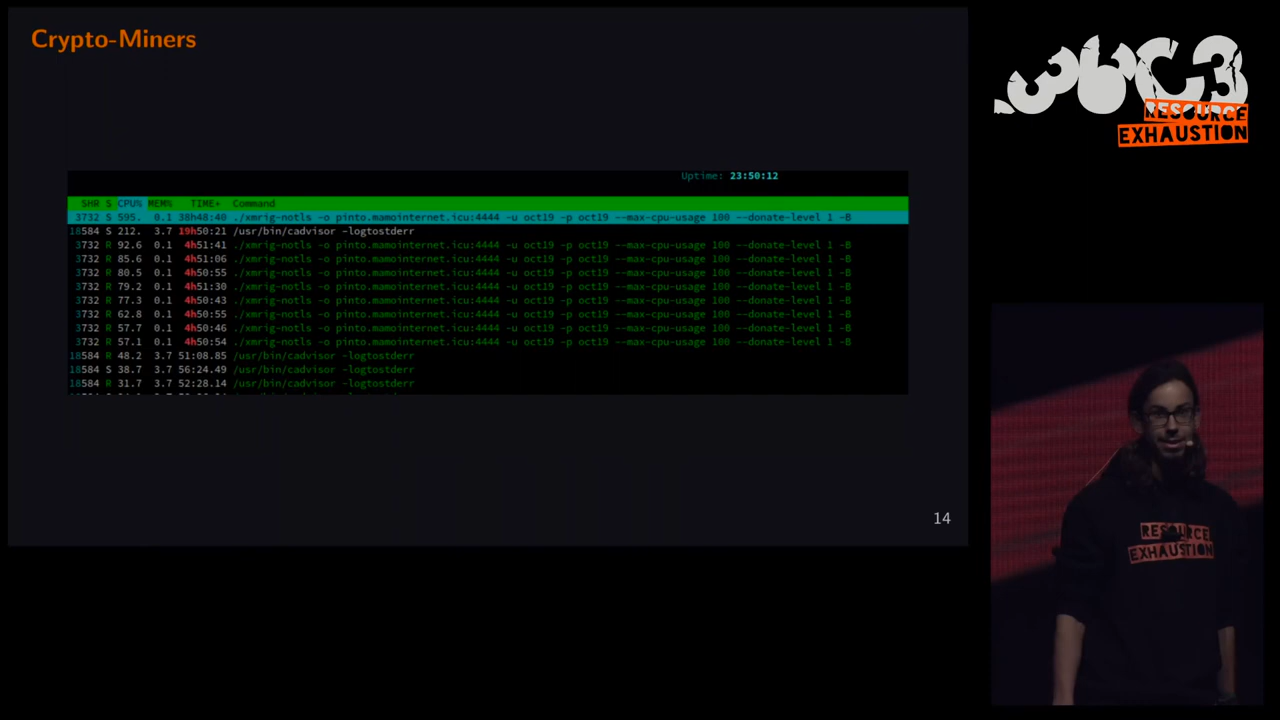 Crypto-Miners
Uptime: 23:50:12
SHR S CPU% MEM% TIME+ Command
3732 S 595. 0.1 38h48:40 ./xmrig-notls -o pinto.mamointernet.icu:4444 -u oct19 -p oct19 --max-cpu-usage 100 --donate-level 1 -B
18584 S 212. 3.7 19h50:21 /usr/bin/cadvisor -logtostderr
3732 R 92.6 0.1 4h51:41 ./xmrig-notls -o pinto.mamointernet.icu:4444 -u oct19 -p oct19 --max-cpu-usage 100 --donate-level 1 -B
3732 R 85.6 0.1 4h51:06 ./xmrig-notls -o pinto.mamointernet.icu:4444 -u oct19 -p oct19 --max-cpu-usage 100 --donate-level 1 -B
3732 R 80.5 0.1 4h50:55 ./xmrig-notls -o pinto.mamointernet.icu:4444 -u oct19 -p oct19 --max-cpu-usage 100 --donate-level 1 -B
3732 R 79.2 0.1 4h51:30 ./xmrig-notls -o pinto.mamointernet.icu:4444 -u oct19 -p oct19 --max-cpu-usage 100 --donate-level 1 -B
3732 R 77.3 0.1 4h50:43 ./xmrig-notls -o pinto.mamointernet.icu:4444 -u oct19 -p oct19 --max-cpu-usage 100 --donate-level 1 -B
3732 R 62.8 0.1 4h50:55 ./xmrig-notls -o pinto.mamointernet.icu:4444 -u oct19 -p oct19 --max-cpu-usage 100 --donate-level 1 -B
3732 R 57.7 0.1 4h50:46 ./xmrig-notls -o pinto.mamointernet.icu:4444 -u oct19 -p oct19 --max-cpu-usage 100 --donate-level 1 -B
3732 R 57.1 0.1 4h50:54 ./xmrig-notls -o pinto.mamointernet.icu:4444 -u oct19 -p oct19 --max-cpu-usage 100 --donate-level 1 -B
18584 R 48.2 3.7 51:08.85 /usr/bin/cadvisor -logtostderr
18584 S 38.7 3.7 56:24.49 /usr/bin/cadvisor -logtostderr
18584 R 31.7 3.7 52:28.14 /usr/bin/cadvisor -logtostderr
14
36C3
RESOURCE
EXHAUSTION
RESOURCE
EXHAUSTION